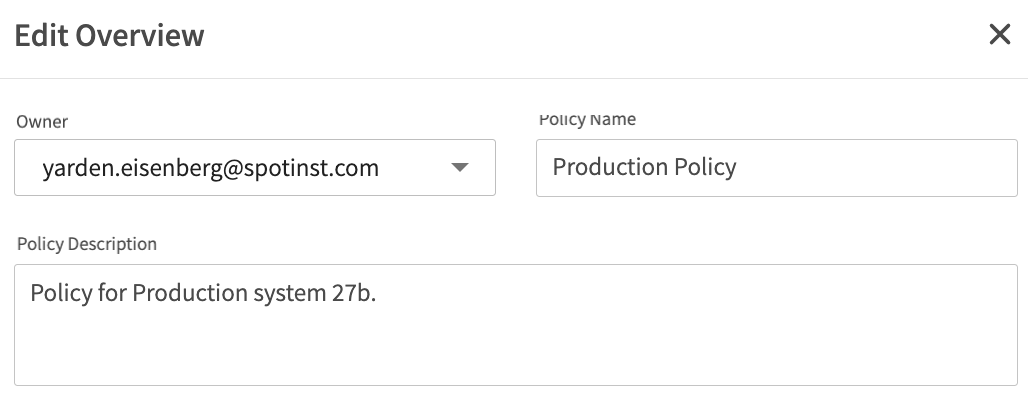 Edit Overview
Owner
Policy Name
yarden.eisenberg@spotinst.com
Production Policy
Policy Description
Policy for Production system 27b.